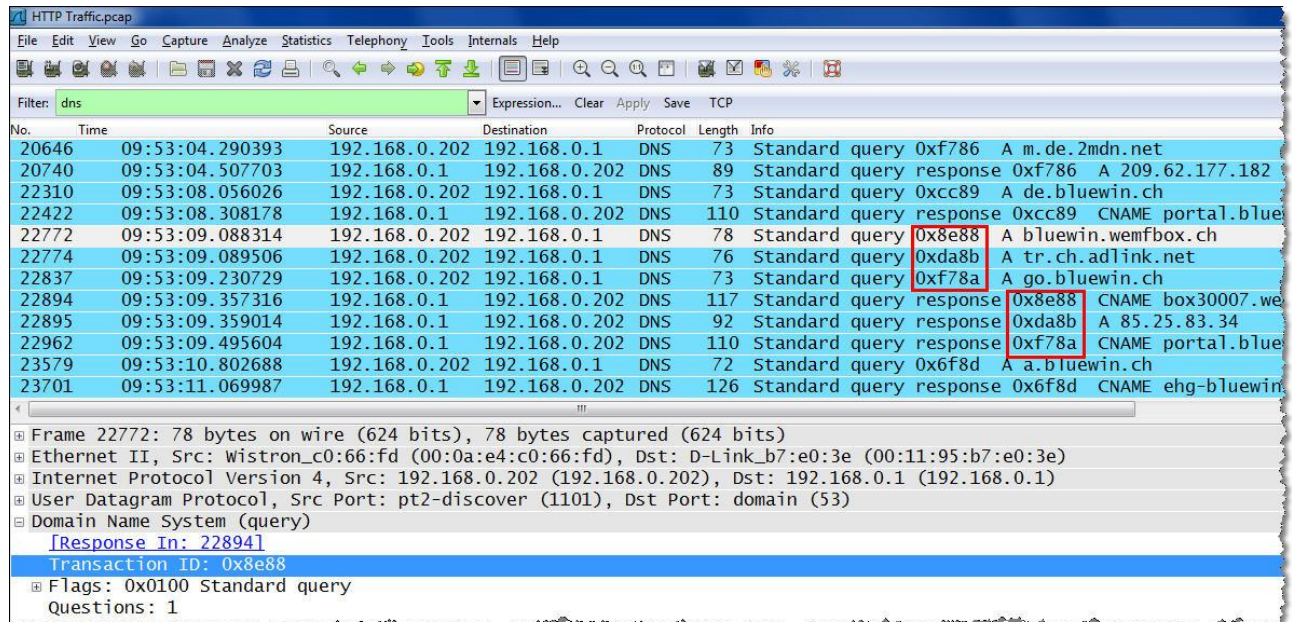 HTTP Traffic.pcap
File Edit View Go Capture Analyze Statistics Telephony Tools Internals Help
Filter: dns Expression... Clear Apply Save TCP
No. Time Source Destination Protocol Length Info
20646 09:53:04.290393 192.168.0.202 192.168.0.1 DNS 73 Standard query 0xf786 A m.de.2mdn.net
20740 09:53:04.507703 192.168.0.1 192.168.0.202 DNS 89 Standard query response 0xf786 A 209.62.177.182
22310 09:53:08.056026 192.168.0.202 192.168.0.1 DNS 73 Standard query 0xcc89 A de.bluewin.ch
22422 09:53:08.308178 192.168.0.1 192.168.0.202 DNS 110 Standard query response 0xcc89 CNAME portal.blue
22772 09:53:09.088314 192.168.0.202 192.168.0.1 DNS 78 Standard query 0x8e88 A bluewin.wemfbox.ch
22774 09:53:09.089506 192.168.0.202 192.168.0.1 DNS 76 Standard query 0xda8b A tr.ch.adlink.net
22837 09:53:09.230729 192.168.0.202 192.168.0.1 DNS 73 Standard query 0xf78a A go.bluewin.ch
22894 09:53:09.357316 192.168.0.1 192.168.0.202 DNS 117 Standard query response 0x8e88 CNAME box30007.we
22895 09:53:09.359014 192.168.0.1 192.168.0.202 DNS 92 Standard query response 0xda8b A 85.25.83.34
22962 09:53:09.495604 192.168.0.1 192.168.0.202 DNS 110 Standard query response 0xf78a CNAME portal.blue
23579 09:53:10.802688 192.168.0.202 192.168.0.1 DNS 72 Standard query 0x6f8d A a.bluewin.ch
23701 09:53:11.069987 192.168.0.1 192.168.0.202 DNS 126 Standard query response 0x6f8d CNAME ehg-bluewin
Frame 22772: 78 bytes on wire (624 bits), 78 bytes captured (624 bits)
Ethernet II, Src: Wistron_c0:66:fd (00:0a:e4:c0:66:fd), Dst: D-Link_b7:e0:3e (00:11:95:b7:e0:3e)
Internet Protocol Version 4, Src: 192.168.0.202 (192.168.0.202), Dst: 192.168.0.1 (192.168.0.1)
User Datagram Protocol, Src Port: pt2-discover (1101), Dst Port: domain (53)
Domain Name System (query)
[Response In: 22894]
Transaction ID: 0x8e88
Flags: 0x0100 Standard query
Questions: 1